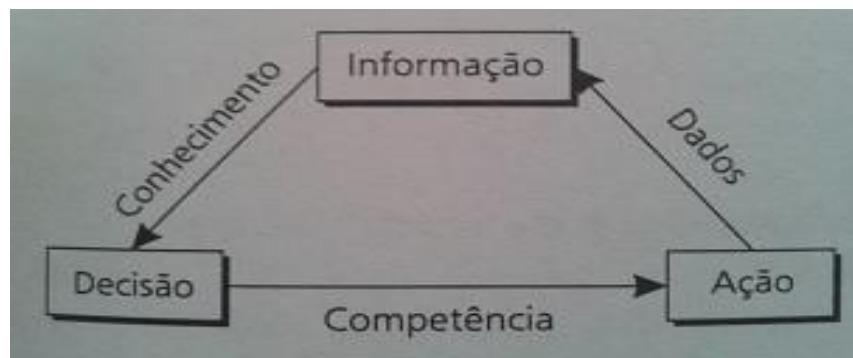 Informação
Conhecimento
Dados
Decisão
Ação
Competência